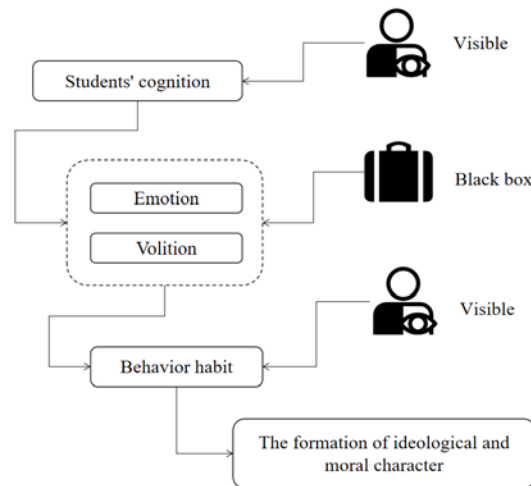 Visible
Students' cognition
Emotion
Black box
Volition
Visible
Behavior habit
The formation of ideological and
moral character